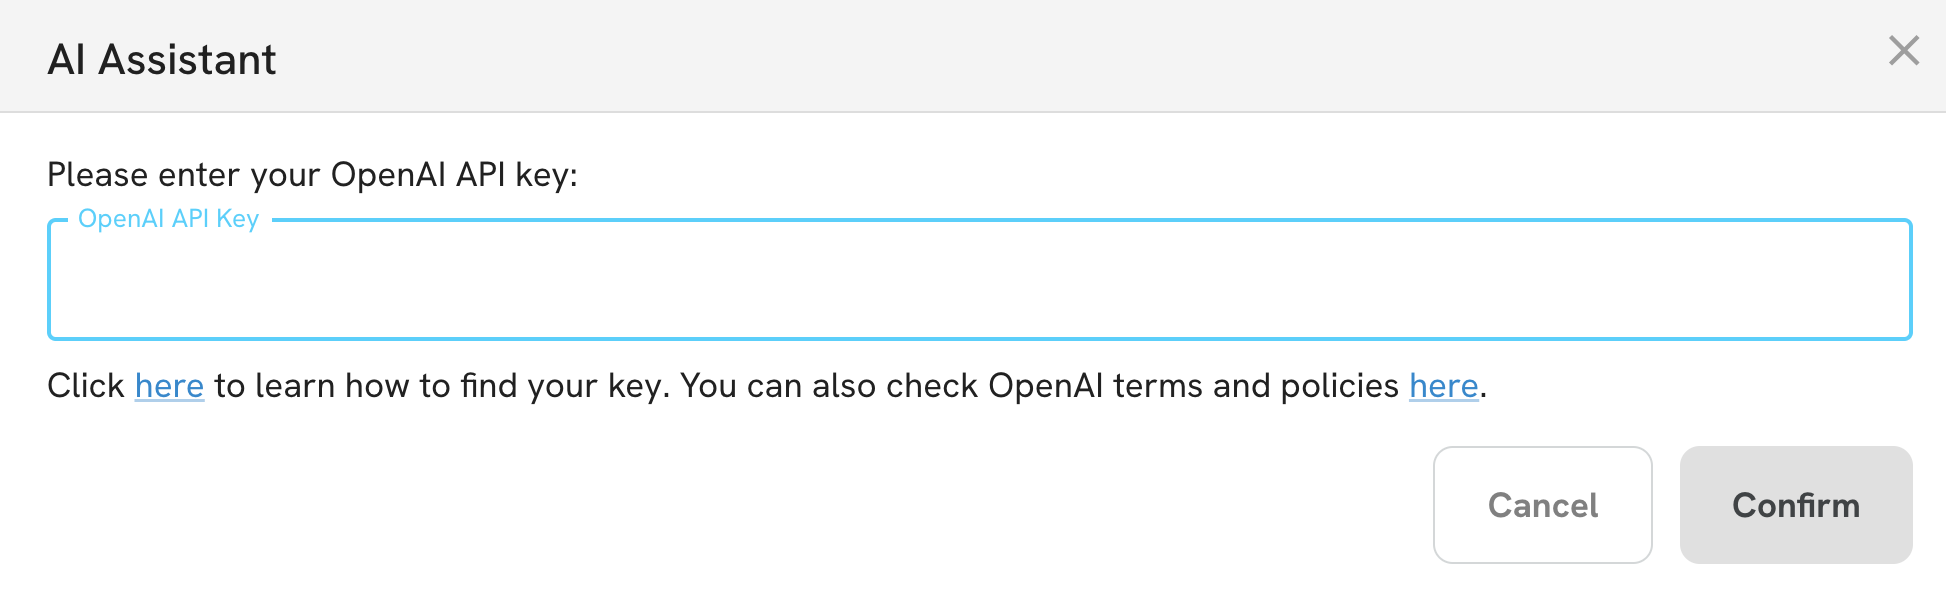 AI Assistant
Please enter your OpenAI API key:
OpenAI API Key
Click here to learn how to find your key. You can also check OpenAI terms and policies here.
Cancel
Confirm